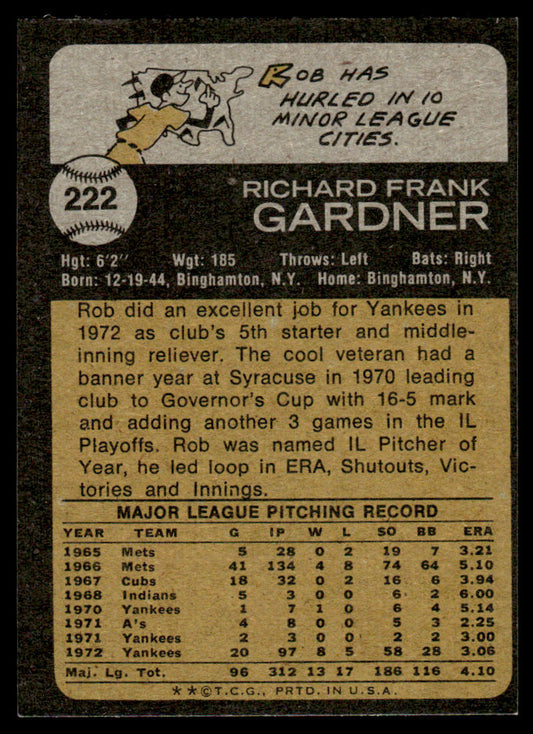 ROB HAS
HURLED IN 10
MINOR LEAGUE
CITIES.
222
RICHARD FRANK
GARDNER
Hgt: 6'2" Wgt: 185 Throws: Left Bats: Right
Born: 12-19-44, Binghamton, N.Y. Home: Binghamton, N.Y.
Rob did an excellent job for Yankees in
1972 as club's 5th starter and middle-
inning reliever. The cool veteran had a
banner year at Syracuse in 1970 leading
club to Governor's Cup with 16-5 mark
and adding another 3 games in the IL
Playoffs. Rob was named IL Pitcher of
Year, he led loop in ERA, Shutouts, Vic-
tories and Innings.
MAJOR LEAGUE PITCHING RECORD
YEAR TEAM G IP W L SO BB ERA
1965 Mets 5 28 0 2 19 7 3.21
1966 Mets 41 134 4 8 74 64 5.10
1967 Cubs 18 32 0 2 16 6 3.94
1968 Indians 5 3 0 0 6 2 6.00
1970 Yankees 1 7 1 0 6 4 5.14
1971 A's 4 8 0 0 5 3 2.25
1971 Yankees 2 3 0 0 2 2 3.00
1972 Yankees 20 97 8 5 58 28 3.06
Maj. Lg. Tot. 96 312 13 17 186 116 4.10
**©T.C.G., PRTD. IN U.S.A.